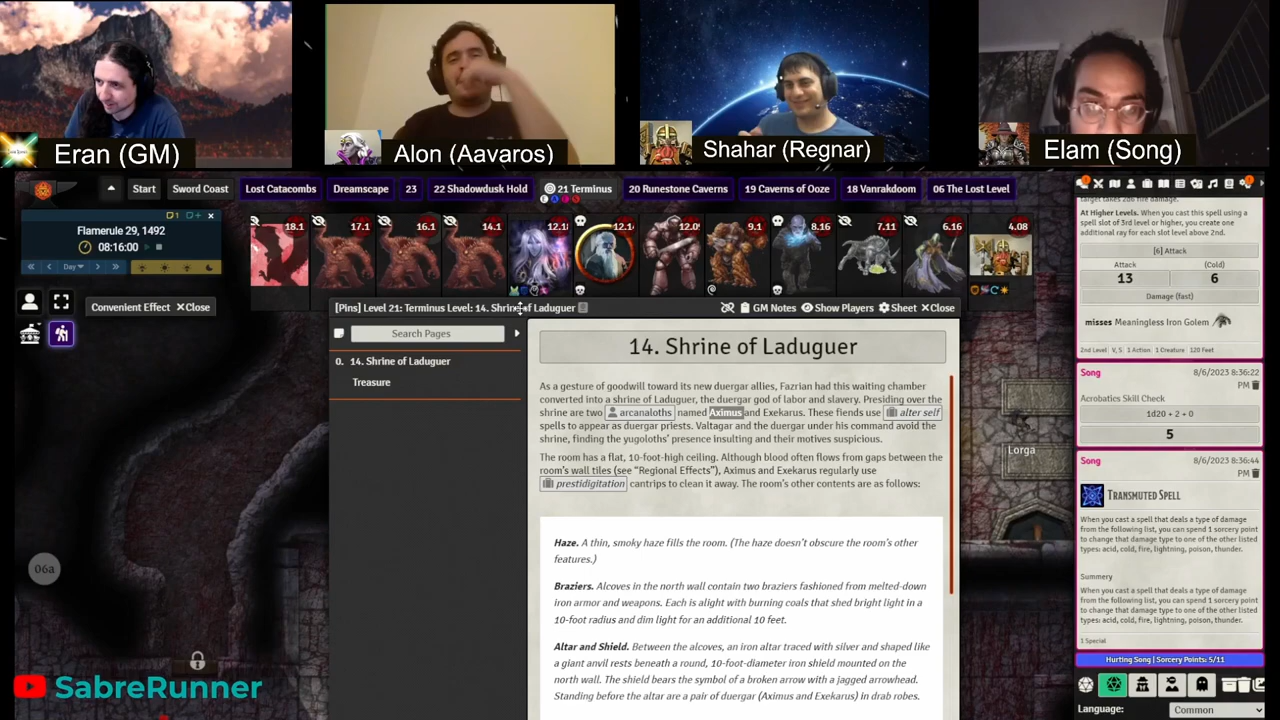 Eran (GM)
Alon (Aavaros)
Shahar (Regnar)
Elam (Song)
Start
Sword Coast
Lost Catacombs
Dreamscape
23
22 Shadowdusk Hold
21 Terminus
20 Runestone Caverns
19 Caverns of Ooze
18 Vanrakdoom
06 The Lost Level
Flamerule 29, 1492
08:16:00
Day
18.1
17.1
16.1
14.1
9.1
8.16
7.11
6.16
4.08
Convenient Effect Close
[Pins] Level 21: Terminus Level: 14. Shrine of Laduguer
GM Notes Show Players Sheet Close
Search Pages
0. 14. Shrine of Laduguer
Treasure
14. Shrine of Laduguer
As a gesture of goodwill toward its new duergar allies, Fazrian had this waiting chamber
converted into a shrine of Laduguer, the duergar god of labor and slavery. Presiding over the
shrine are two arcanaloths named Aximus and Exekarus. These fiends use alter self
spells to appear as duergar priests. Valtagar and the duergar under his command avoid the
shrine, finding the yugoloths' presence insulting and their motives suspicious.
The room has a flat, 10-foot-high ceiling. Although blood often flows from gaps between the
room's wall tiles (see “Regional Effects”), Aximus and Exekarus regularly use
prestidigitation cantrips to clean it away. The room's other contents are as follows:
Haze. A thin, smoky haze fills the room. (The haze doesn't obscure the room's other
features.)
Braziers. Alcoves in the north wall contain two braziers fashioned from melted-down
iron armor and weapons. Each is alight with burning coals that shed bright light in a
10-foot radius and dim light for an additional 10 feet.
Altar and Shield. Between the alcoves, an iron altar traced with silver and shaped like
a giant anvil rests beneath a round, 10-foot-diameter iron shield mounted on the
north wall. The shield bears the symbol of a broken arrow with a jagged arrowhead.
Standing before the altar are a pair of duergar (Aximus and Exekarus) in drab robes.
06a
Lorga
SabreRunner
target takes 2d6 fire damage.
At Higher Levels. When you cast this spell using a
spell slot of 3rd level or higher, you create one
additional ray for each slot level above 2nd.
[6] Attack
Attack (Cold)
13 6
Damage (fast)
misses Meaningless Iron Golem
2nd Level V, S 1 Action 1 Creature 120 Feet
Song 8/6/2023 8:36:22
PM
Acrobatics Skill Check
1d20 + 2 + 0
5
Song 8/6/2023 8:36:44
PM
Transmuted Spell
When you cast a spell that deals a type of damage
from the following list, you can spend 1 sorcery point
to change that damage type to one of the other listed
types: acid, cold, fire, lightning, poison, thunder.
Summery
When you cast a spell that deals a type of damage
from the following list, you can spend 1 sorcery point
to change that damage type to one of the other listed
types: acid, cold, fire, lightning, poison, thunder.
1 Special
Hurting Song | Sorcery Points: 5/11
Language: Common